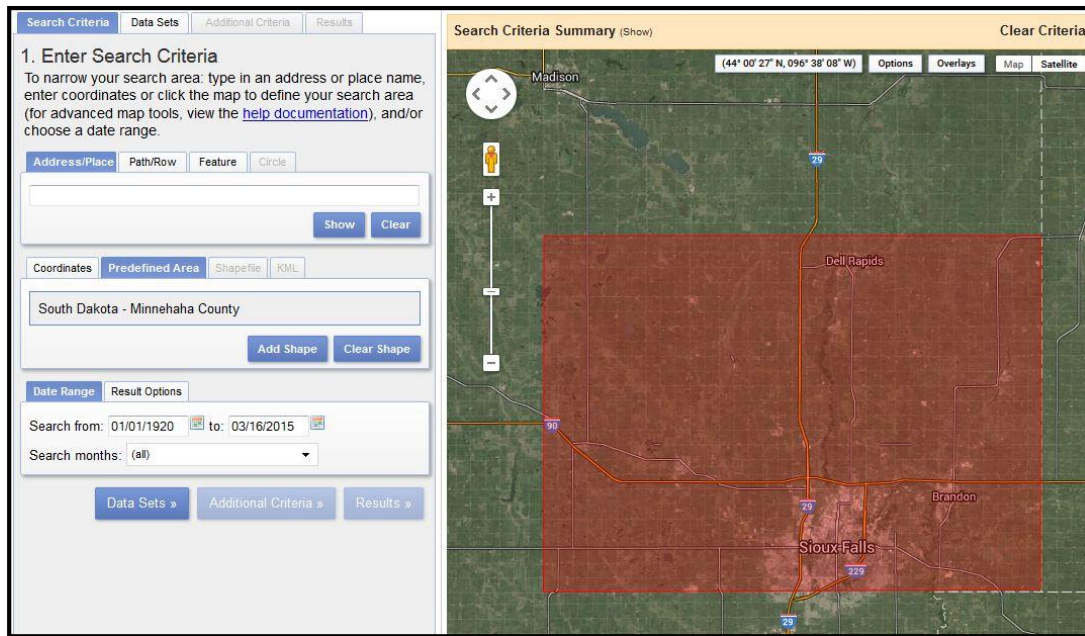 Search Criteria
Data Sets
Additional Criteria
Results
1. Enter Search Criteria
To narrow your search area: type in an address or place name,
enter coordinates or click the map to define your search area
(for advanced map tools, view the help documentation), and/or
choose a date range.
Address/Place
Path/Row
Feature
Circle
Show
Clear
Coordinates
Predefined Area
Shapefile
KML
South Dakota - Minnehaha County
Add Shape
Clear Shape
Date Range
Result Options
Search from: 01/01/1920 to: 03/16/2015
Search months: (all)
Data Sets »
Additional Criteria »
Results »
Search Criteria Summary (Show)
Clear Criteria
(44° 00' 27" N, 096° 38' 08" W)
Options
Overlays
Map
Satellite
Madison
29
Dell Rapids
90
29
Brandon
Sioux Falls
229
29